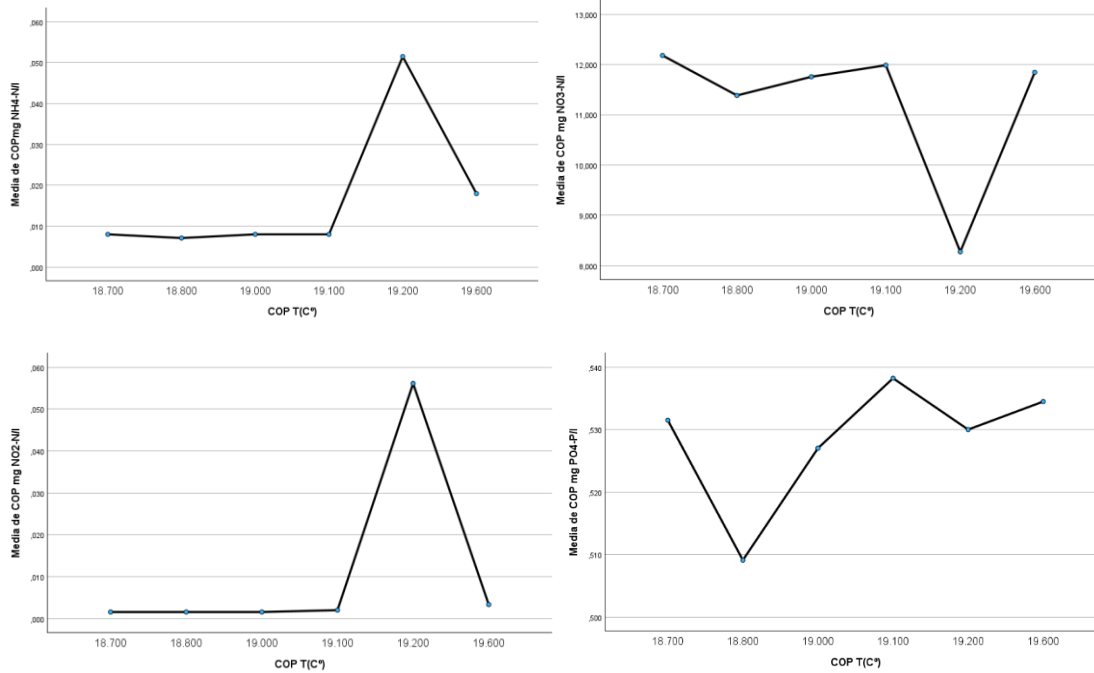 Media de COPmg NH4-N/l
,060
,050
,040
,030
,020
,010
,000
18.700 18.800 19.000 19.100 19.200 19.600
COP T(Cº)
Media de COP mg NO3-N/l
13,000
12,000
11,000
10,000
9,000
8,000
18.700 18.800 19.000 19.100 19.200 19.600
COP T(Cº)
Media de COP mg NO2-N/l
,060
,050
,040
,030
,020
,010
,000
18.700 18.800 19.000 19.100 19.200 19.600
COP T(Cº)
Media de COP mg PO4-P/l
,540
,530
,520
,510
,500
18.700 18.800 19.000 19.100 19.200 19.600
COP T(Cº)